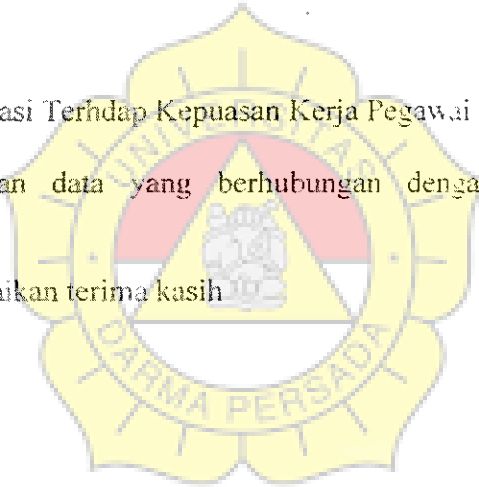 asi Terhdap Kepuasan Kerja Pegawai
an data yang berhubungan denga
aikan terima kasih
UNIVERSITAS
DARMA PERSADA